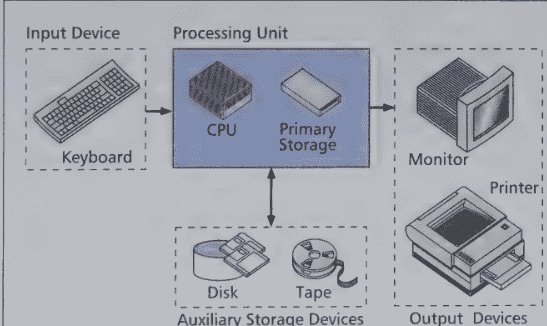 Input Device
Processing Unit
CPU
Primary
Storage
Keyboard
Monitor
Printer
Disk
Tape
Auxiliary Storage Devices
Output Devices